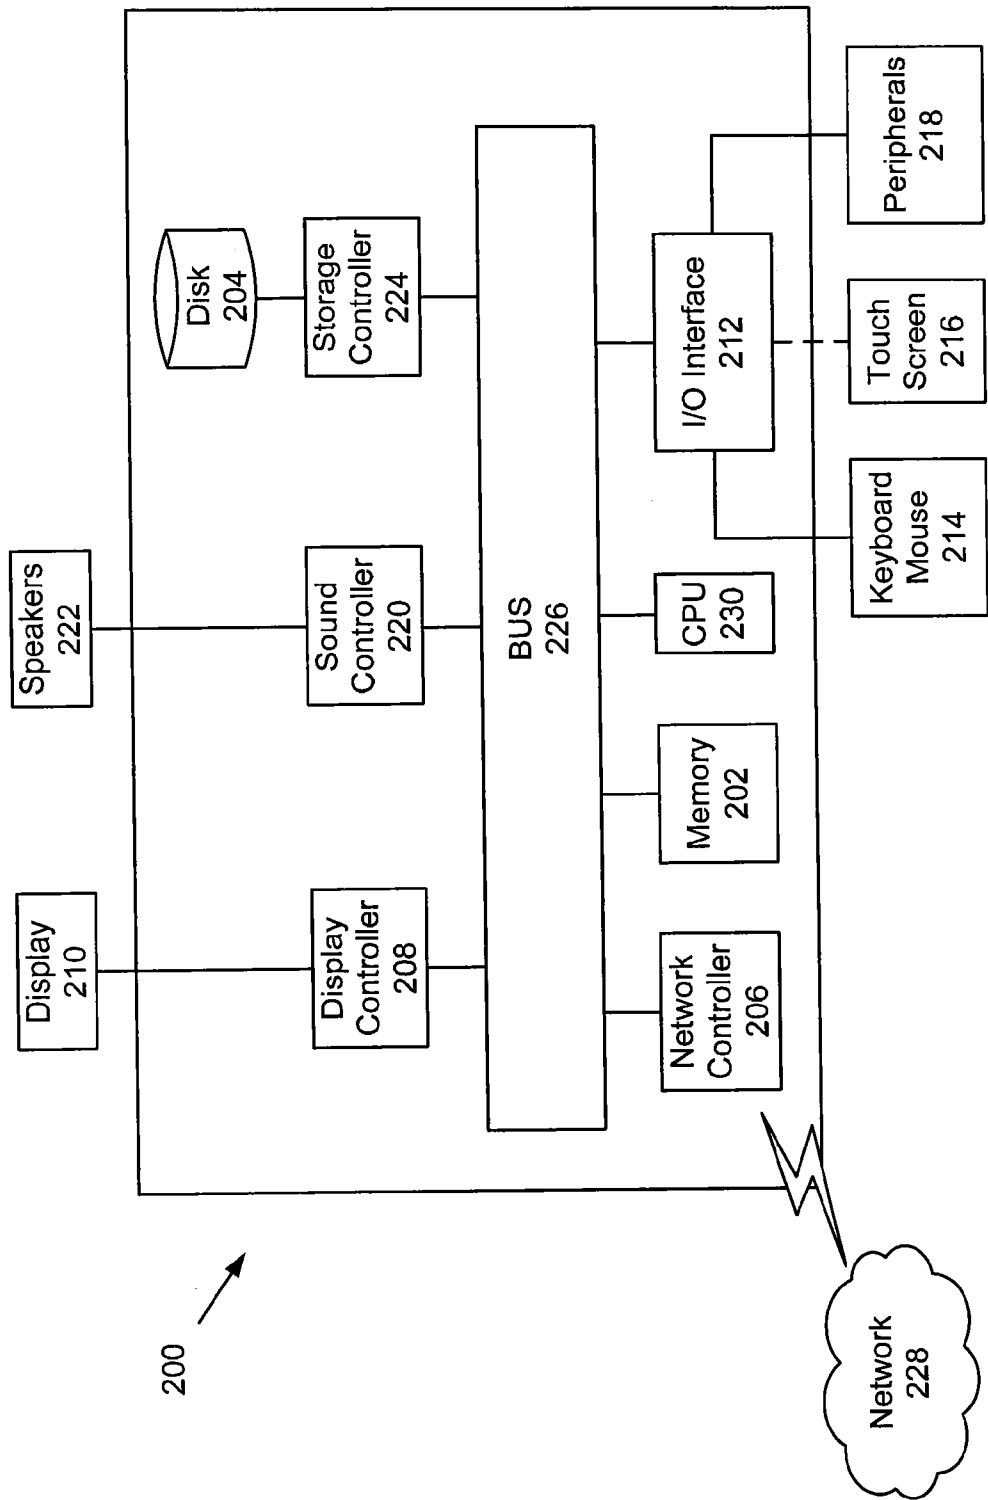 200
Display
210
Speakers
222
Disk
204
Display
Controller
208
Sound
Controller
220
Storage
Controller
224
BUS
226
Network
Controller
206
Memory
202
CPU
230
I/O Interface
212
Network
228
Keyboard
Mouse
214
Touch
Screen
216
Peripherals
218